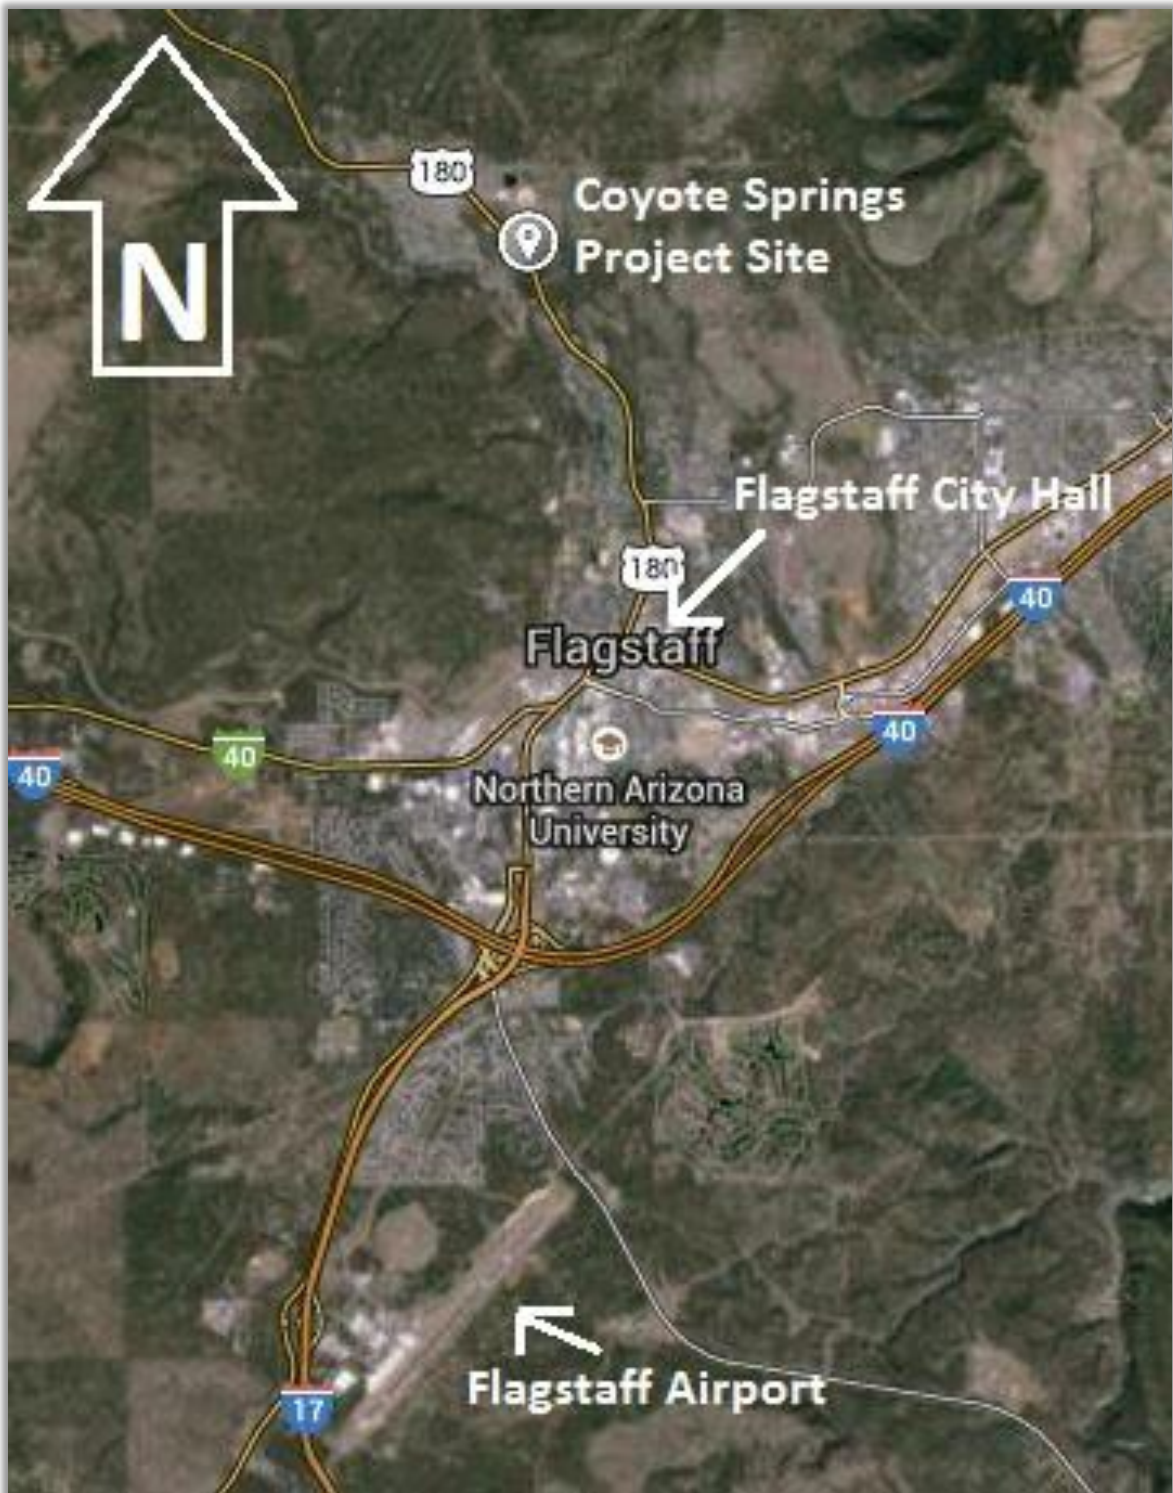 180
Coyote Springs
Project Site
N
Flagstaff City Hall
180
40
Flagstaff
40
40
40
Northern Arizona
University
Flagstaff Airport
17